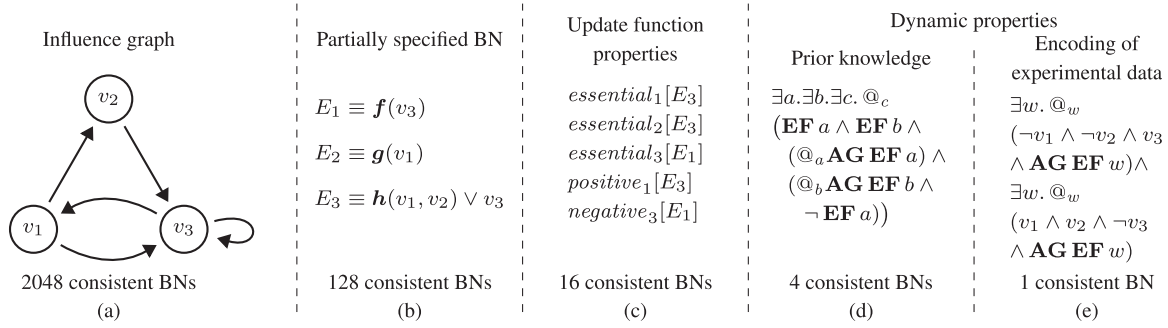 Influence graph
v₂
v₁
v₃
2048 consistent BNs
(a)
Partially specified BN
E₁ ≡ f(v₃)
E₂ ≡ g(v₁)
E₃ ≡ h(v₁, v₂) ∨ v₃
128 consistent BNs
(b)
Update function
properties
essential₁[E₃]
essential₂[E₃]
essential₃[E₁]
positive₁[E₃]
negative₃[E₁]
16 consistent BNs
(c)
Dynamic properties
Prior knowledge
∃a.∃b.∃c. @c
(EF a ∧ EF b ∧
(@a AG EF a) ∧
(@b AG EF b ∧
¬ EF a))
4 consistent BNs
(d)
Encoding of
experimental data
∃w. @w
(¬v₁ ∧ ¬v₂ ∧ v₃
∧ AG EF w)∧
∃w. @w
(v₁ ∧ v₂ ∧ ¬v₃
∧ AG EF w)
1 consistent BN
(e)